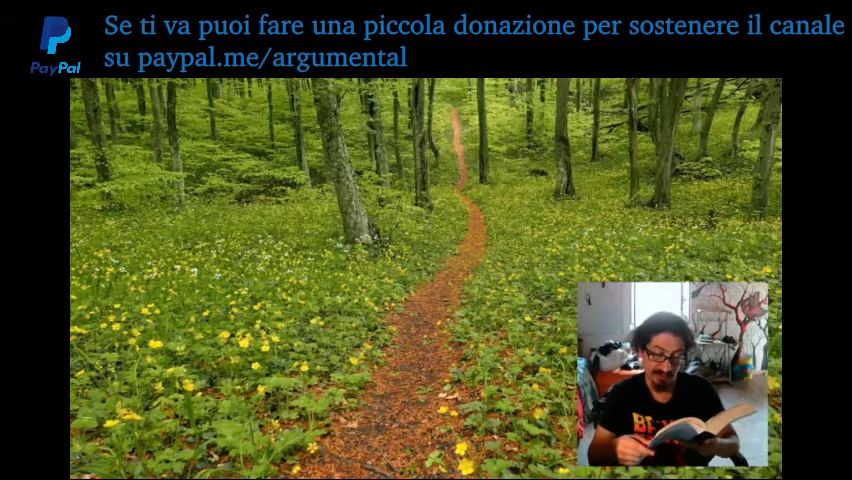 Se ti va puoi fare una piccola donazione per sostenere il canale
su paypal.me/argumental
PayPal